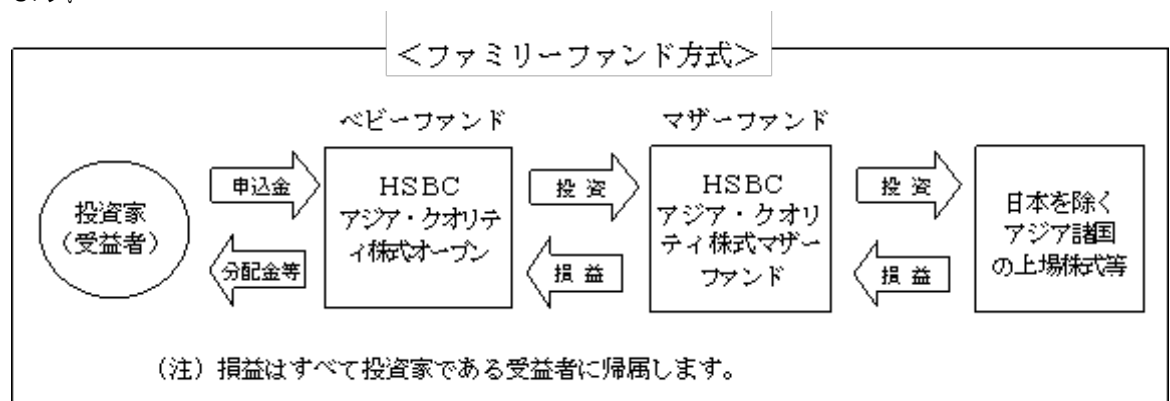 ＜ファミリーファンド方式＞
ベビーファンド
マザーファンド
投資家
（受益者）
申込金
分配金等
HSBC
アジア・クオリテ
ィ株式オープン
投資
損益
HSBC
アジア・クオリ
ティ株式マザー
ファンド
投資
損益
日本を除く
アジア諸国
の上場株式等
（注）損益はすべて投資家である受益者に帰属します。